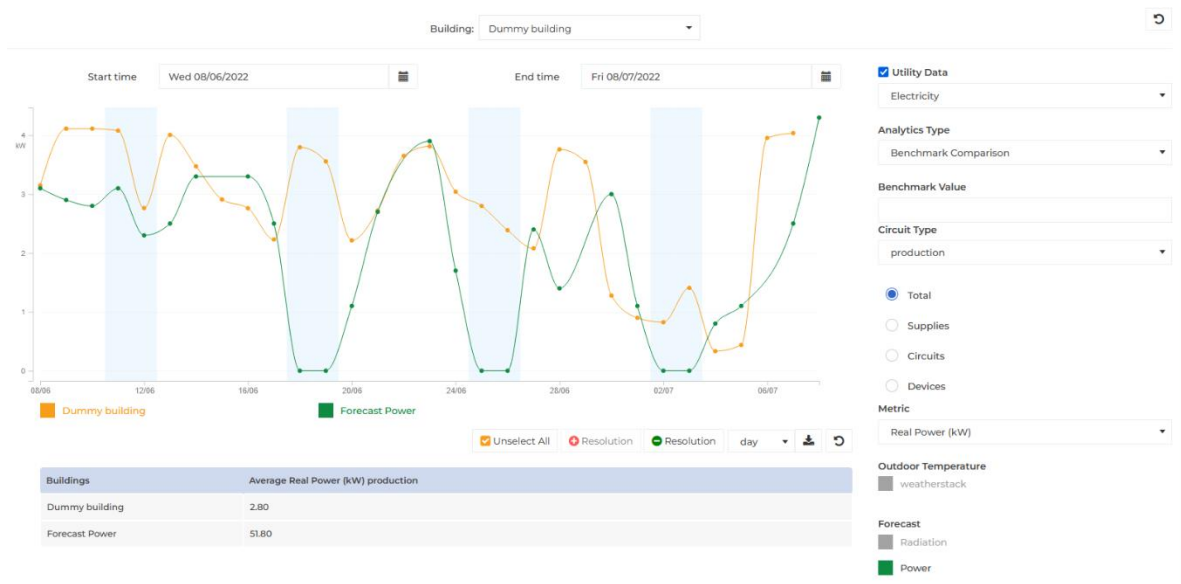 Building: Dummy building
Start time Wed 08/06/2022 End time Fri 08/07/2022
Utility Data
Electricity
Analytics Type
Benchmark Comparison
Benchmark Value
Circuit Type
production
Total
Supplies
Circuits
Devices
Metric
Real Power (kW)
Outdoor Temperature
weatherstack
Forecast
Radiation
Power
4
kW
3
2
1
0
08/06 12/06 16/06 20/06 24/06 28/06 02/07 06/07
Dummy building Forecast Power
Unselect All Resolution Resolution day
Buildings Average Real Power (kW) production
Dummy building 2.80
Forecast Power 51.80